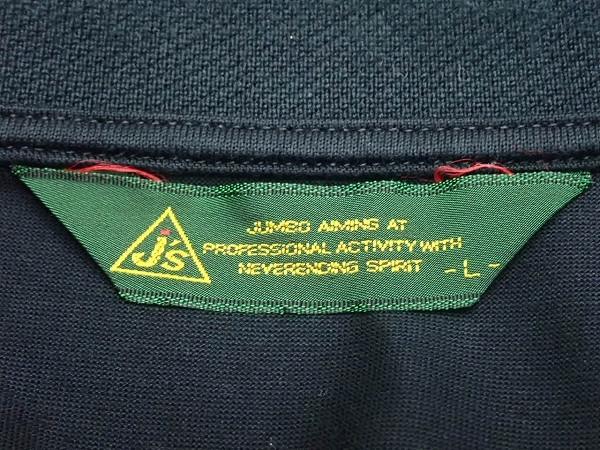 J's
JUMBO AIMING AT
PROFESSIONAL ACTIVITY WITH
NEVERENDING SPIRIT
- L -